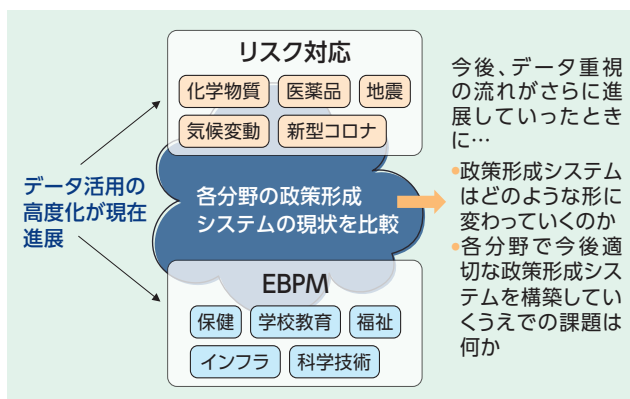 リスク対応
化学物質 医薬品 地震
気候変動 新型コロナ
データ活用の
高度化が現在
進展
各分野の政策形成
システムの現状を比較
EBPM
保健 学校教育 福祉
インフラ 科学技術
今後、データ重視
の流れがさらに進
展していったとき
に…
•政策形成システム
はどのような形に
変わっていくのか
•各分野で今後適
切な政策形成シス
テムを構築してい
くうえでの課題は
何か